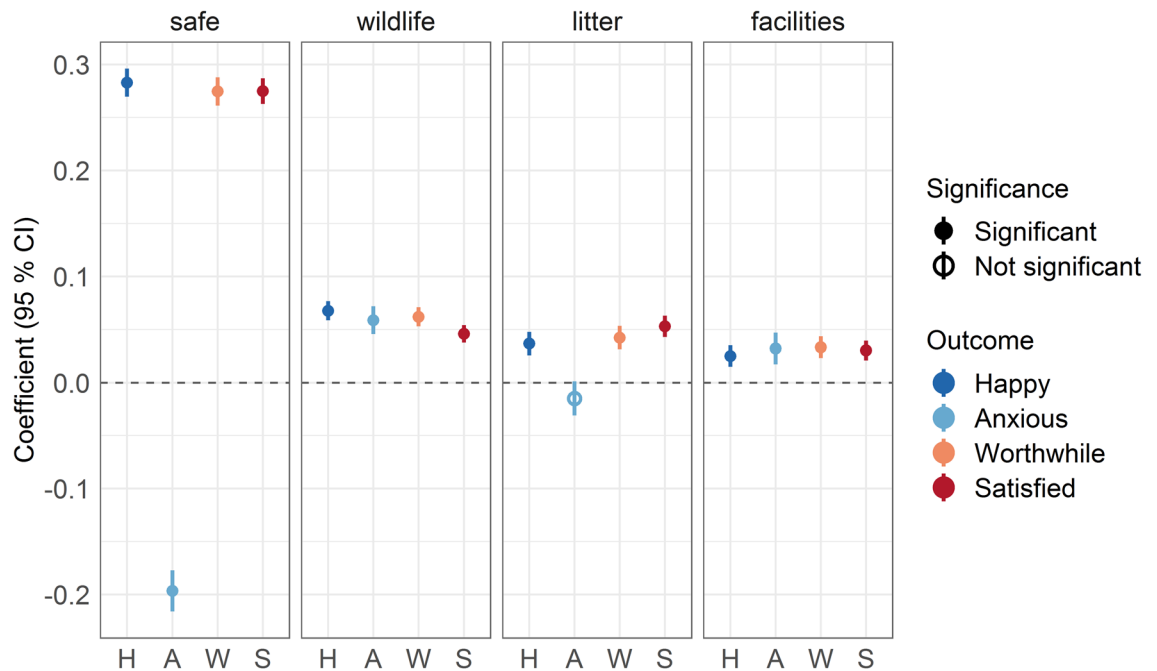 safe wildlife litter facilities
Coefficient (95 % CI)
0.3
0.2
0.1
0.0
-0.1
-0.2
H A W S H A W S H A W S H A W S
Significance
Significant
Not significant
Outcome
Happy
Anxious
Worthwhile
Satisfied